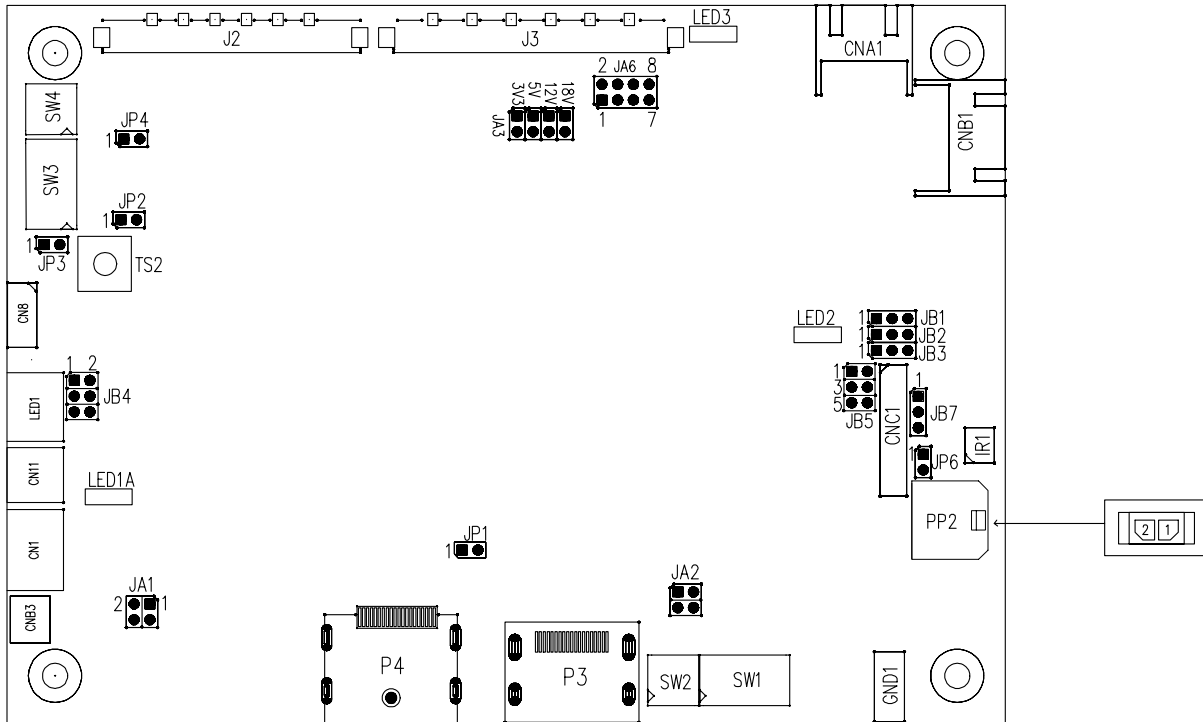 LED3
J2
J3
CNA1
2 JA6 8
SW4
3V3 5V 12V 18V
JA3
1 7
JP4
1
CNB1
SW3
JP2
1
1
JP3
TS2
CN8
LED2
1 JB1
1 JB2
1 JB3
1 2
JB4
1
3
5
JB5
CNC1
1
JB7
LED1
IR1
1
JP6
CN11
LED1A
PP2
2 1
CN1
JP1
1
JA1
2 1
JA2
CNB3
P4
P3
SW2
SW1
GND1